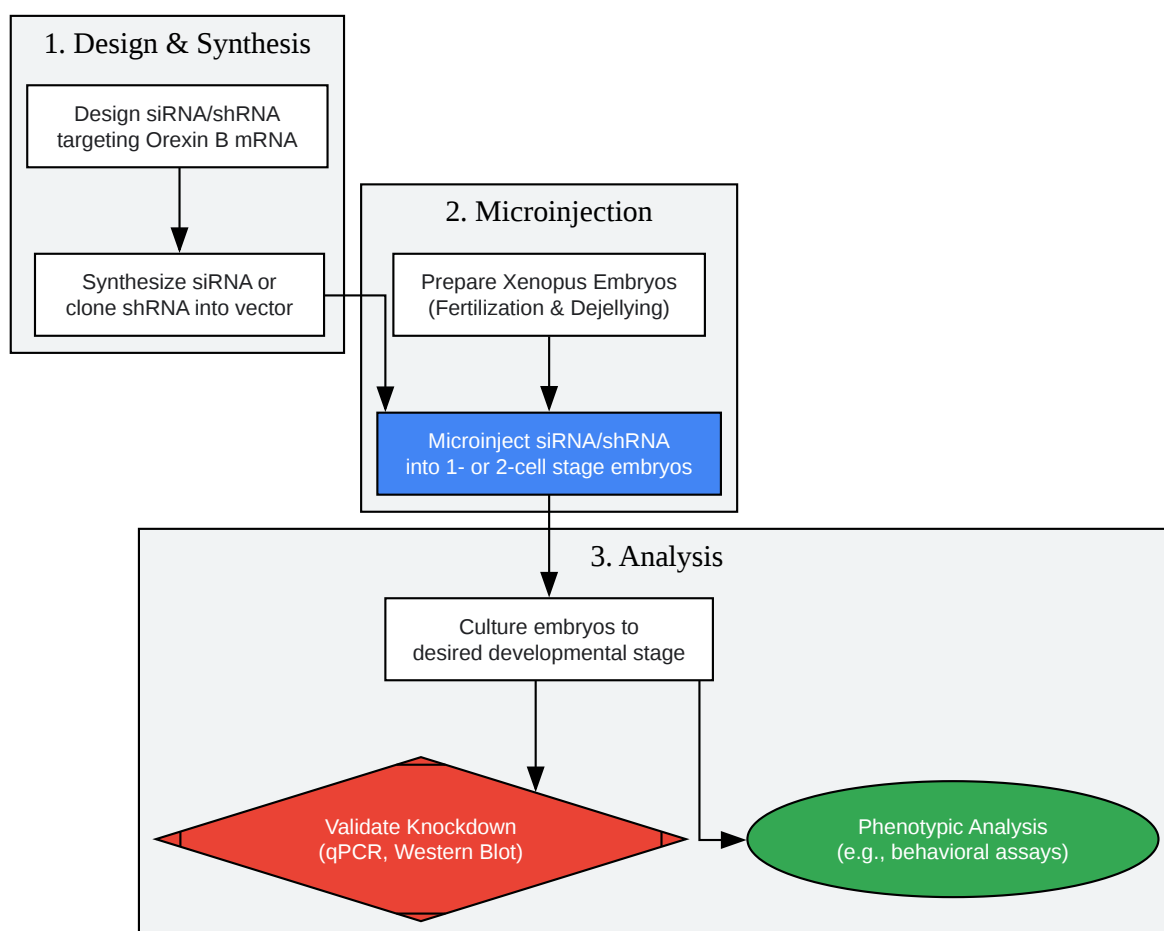 1. Design & Synthesis
Design siRNA/shRNA
targeting Orexin B mRNA
Synthesize siRNA or
clone shRNA into vector
2. Microinjection
Prepare Xenopus Embryos
(Fertilization & Dejellying)
Microinject siRNA/shRNA
into 1- or 2-cell stage embryos
3. Analysis
Culture embryos to
desired developmental stage
Validate Knockdown
(qPCR, Western Blot)
Phenotypic Analysis
(e.g., behavioral assays)